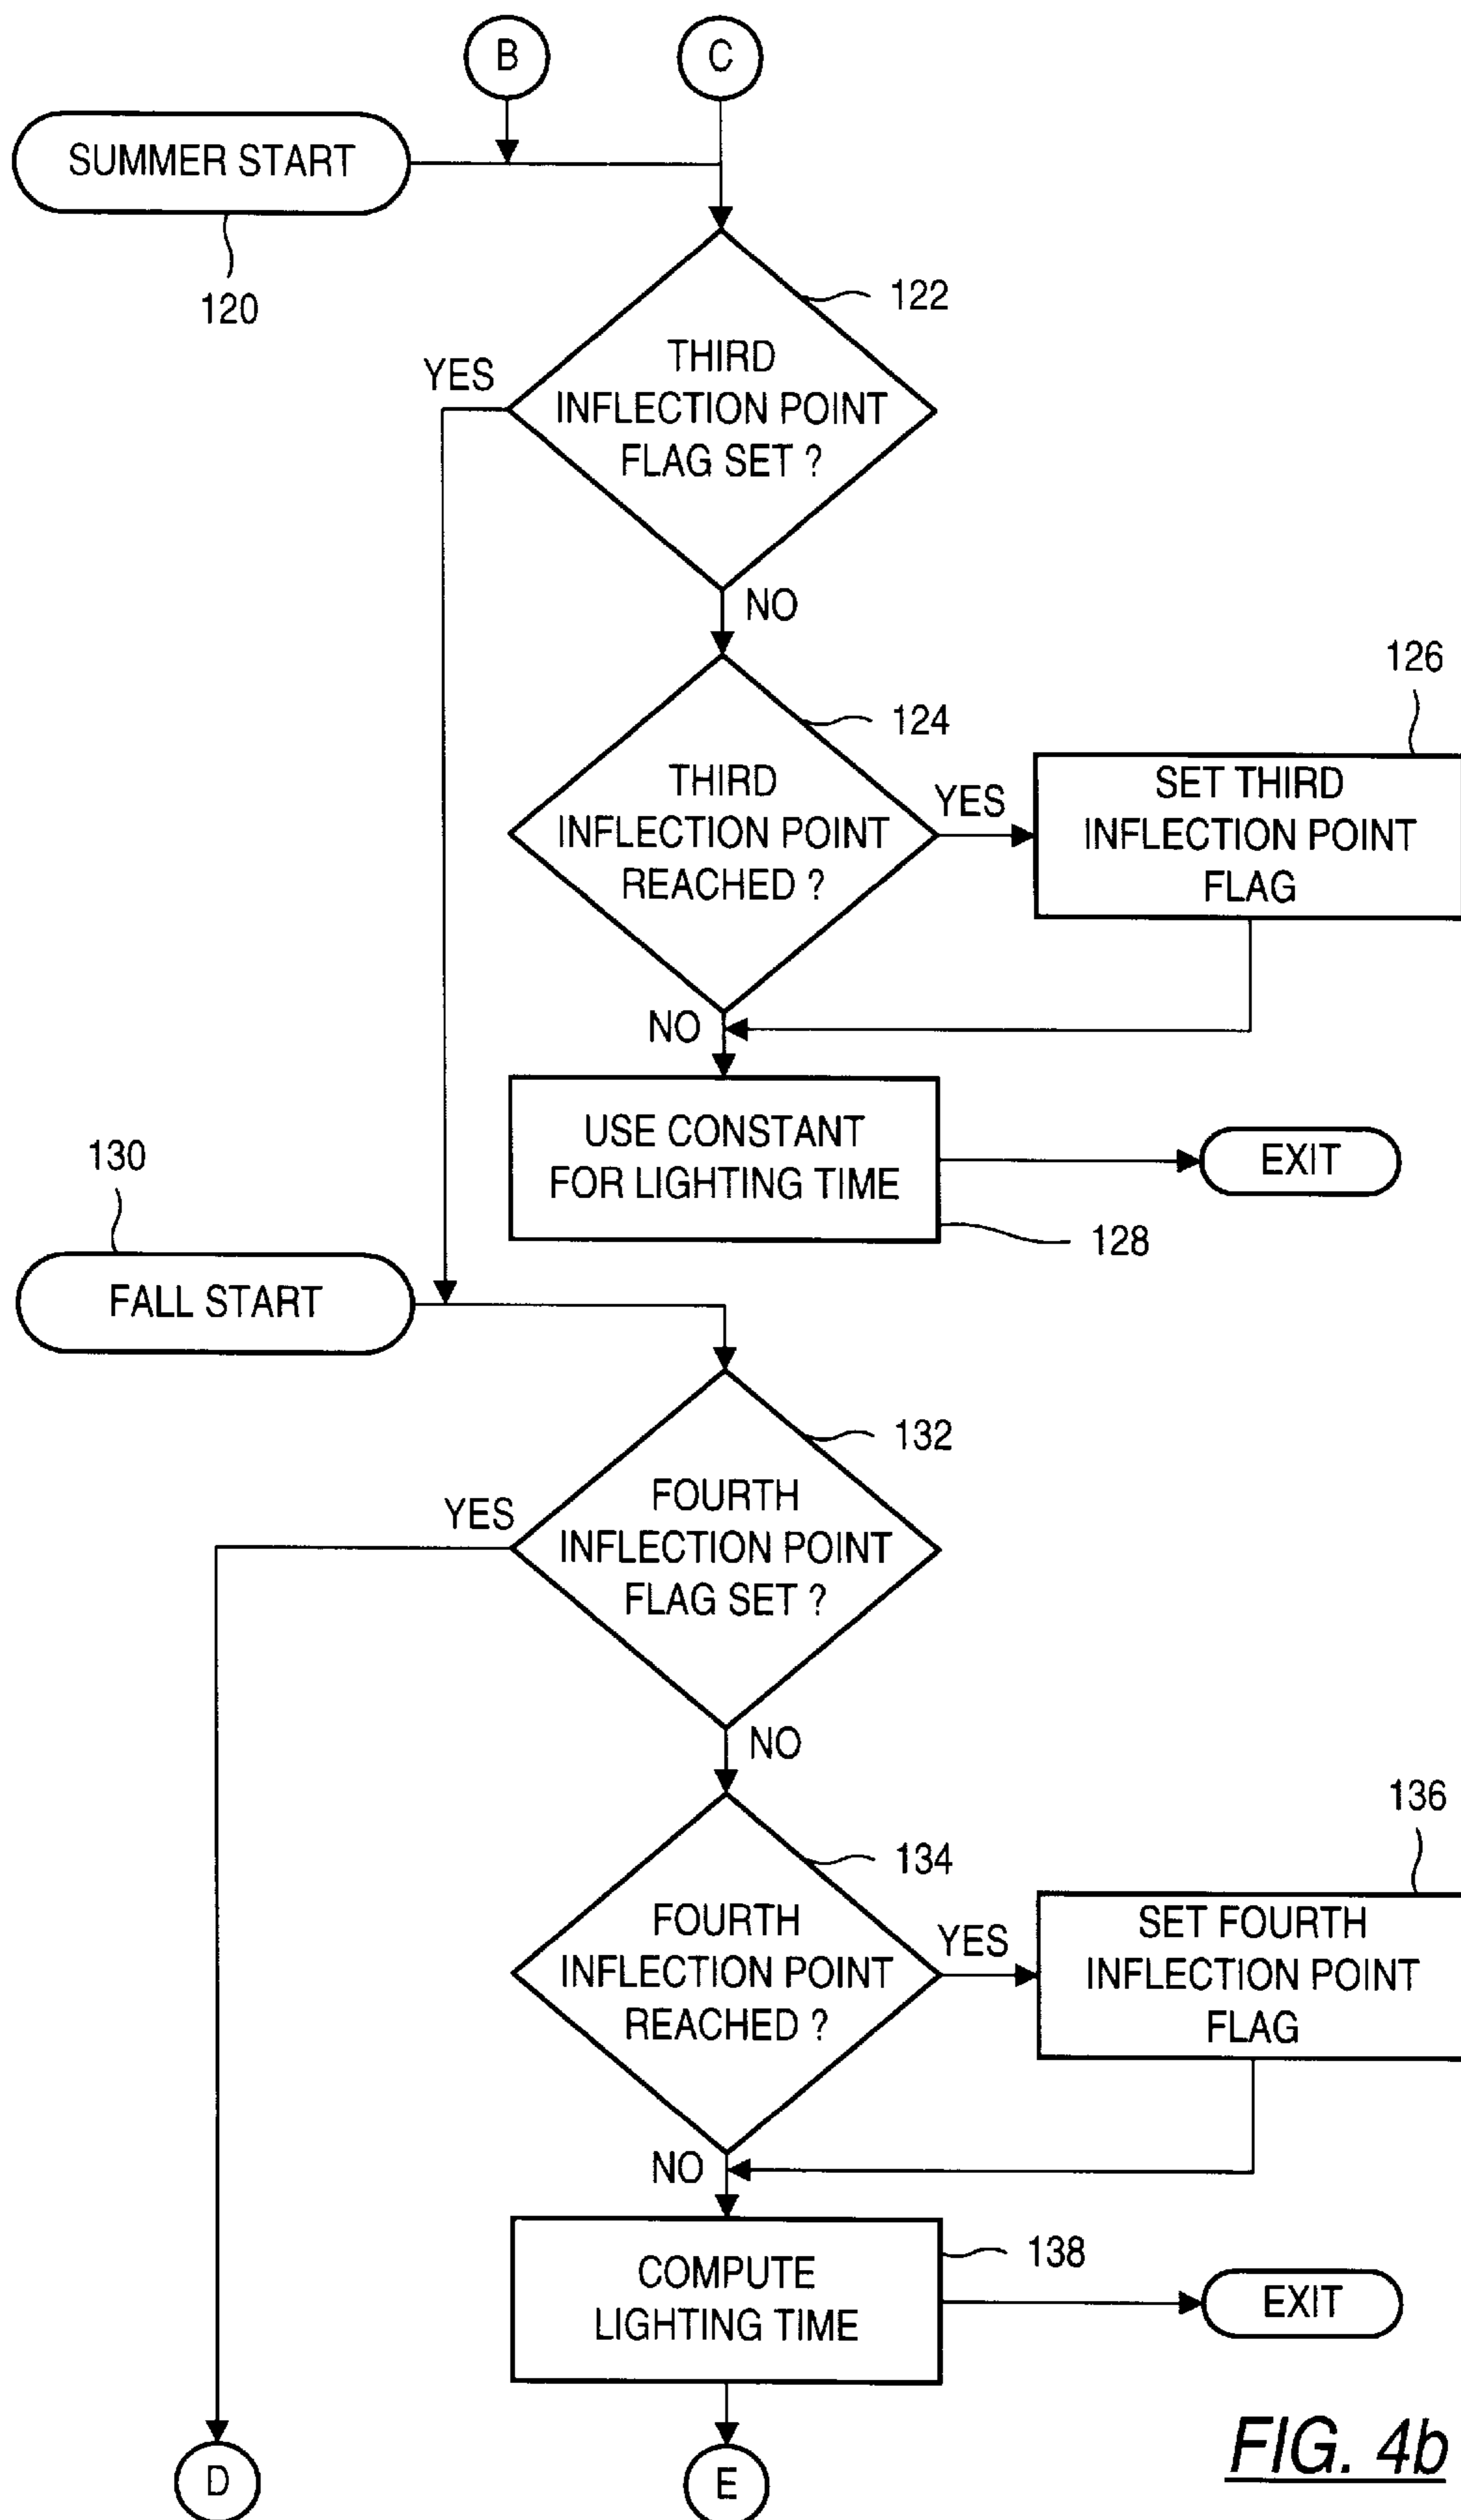 B
C
SUMMER START
120
122
THIRD
INFLECTION POINT
FLAG SET ?
YES
NO
124
THIRD
INFLECTION POINT
REACHED ?
YES
126
SET THIRD
INFLECTION POINT
FLAG
NO
USE CONSTANT
FOR LIGHTING TIME
128
EXIT
130
FALL START
132
FOURTH
INFLECTION POINT
FLAG SET ?
YES
NO
134
FOURTH
INFLECTION POINT
REACHED ?
YES
136
SET FOURTH
INFLECTION POINT
FLAG
NO
COMPUTE
LIGHTING TIME
138
EXIT
D
E
FIG. 4b